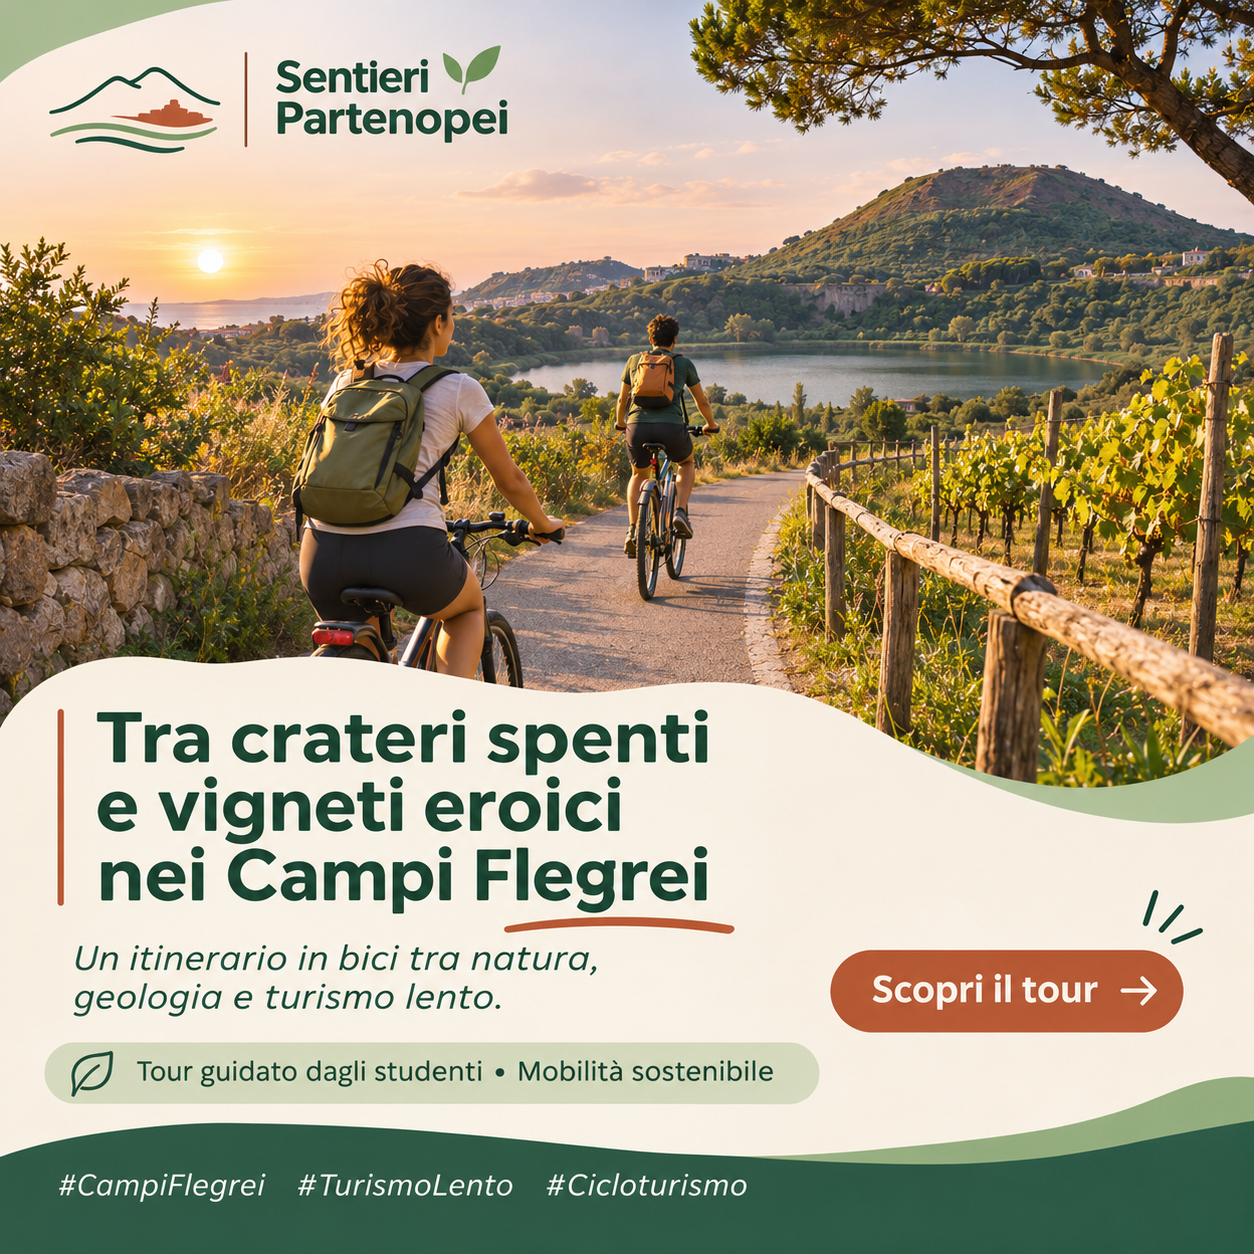 Sentieri
Partenopei
Tra crateri spenti
e vigneti eroici
nei Campi Flegrei
Un itinerario in bici tra natura,
geologia e turismo lento.
Scopri il tour →
Tour guidato dagli studenti • Mobilità sostenibile
#CampiFlegrei #TurismoLento #Cicloturismo